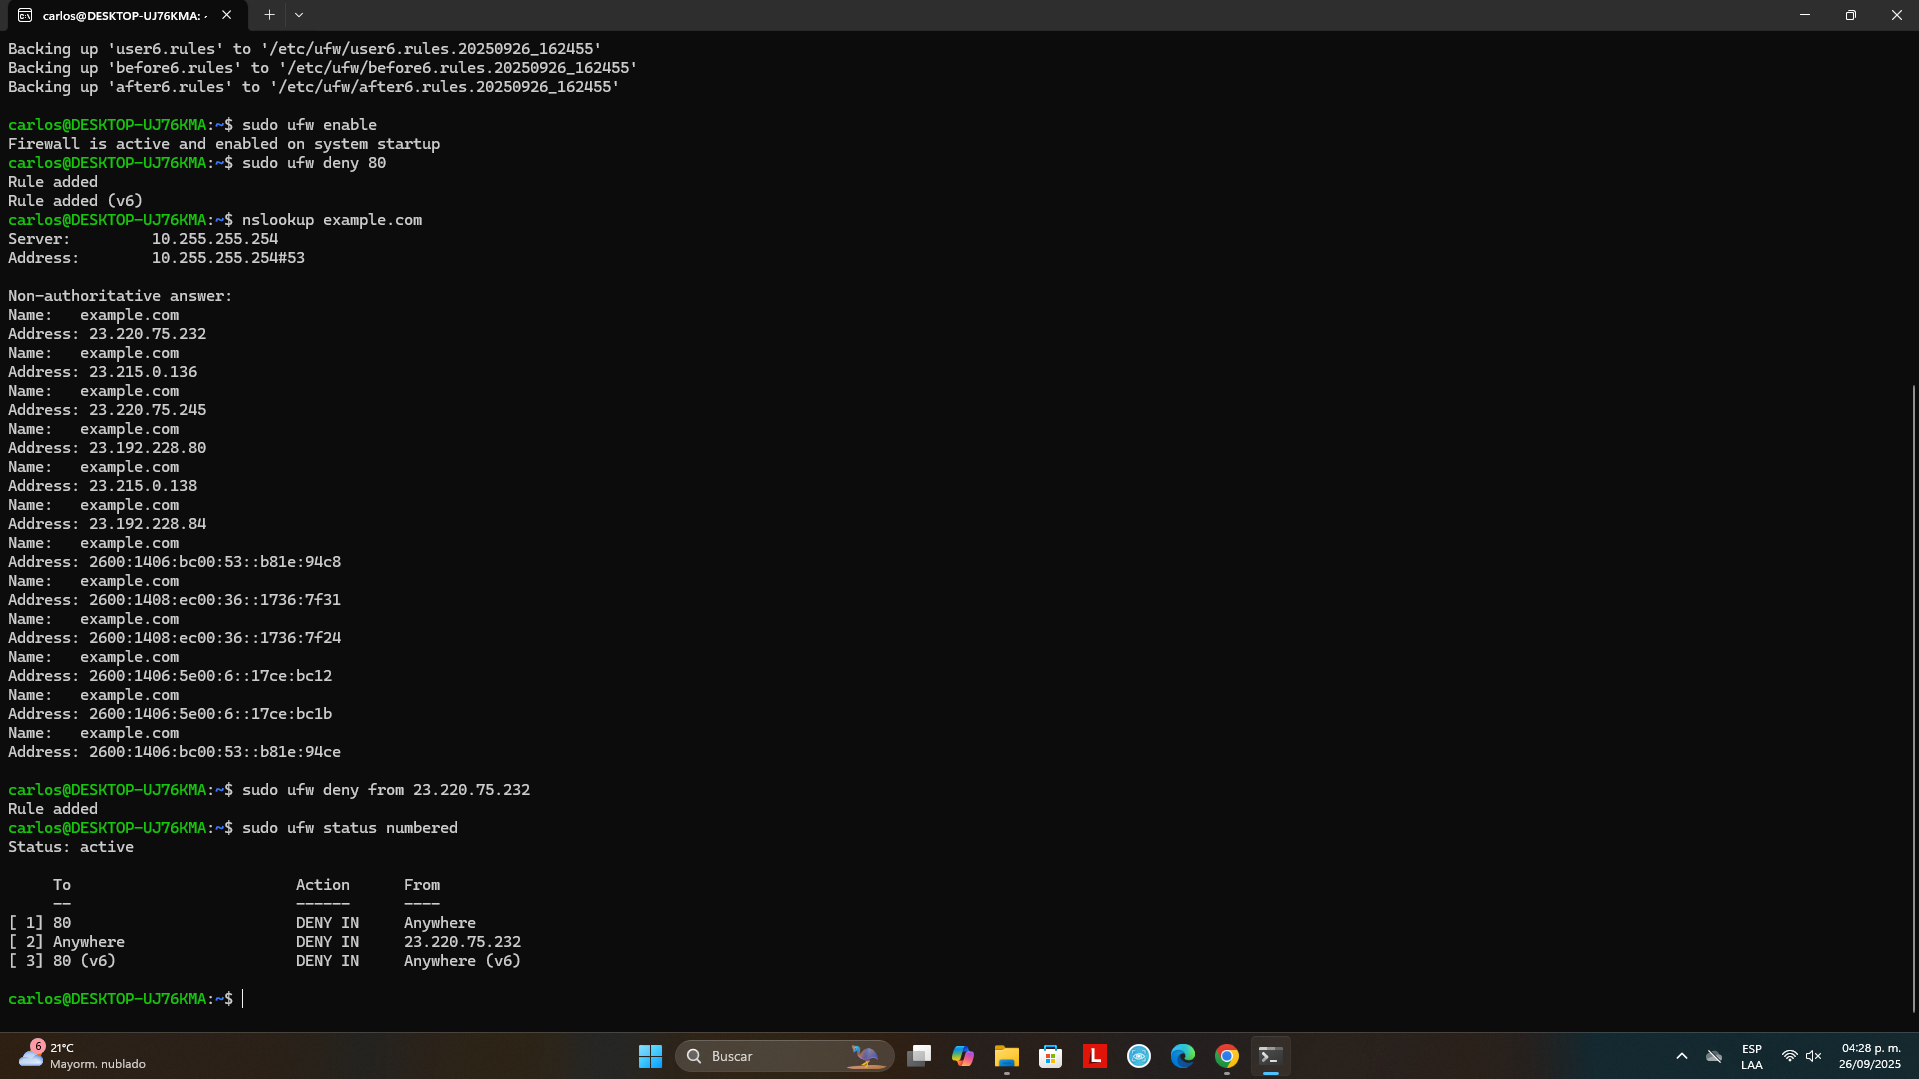 carlos@DESKTOP-UJ76KMA: -
Backing up 'user6.rules' to '/etc/ufw/user6.rules.20250926_162455'
Backing up 'before6.rules' to '/etc/ufw/before6.rules.20250926_162455'
Backing up 'after6.rules' to '/etc/ufw/after6.rules.20250926_162455'
carlos@DESKTOP-UJ76KMA:~$ sudo ufw enable
Firewall is active and enabled on system startup
carlos@DESKTOP-UJ76KMA:~$ sudo ufw deny 80
Rule added
Rule added (v6)
carlos@DESKTOP-UJ76KMA:~$ nslookup example.com
Server:         10.255.255.254
Address:        10.255.255.254#53
Non-authoritative answer:
Name:   example.com
Address: 23.220.75.232
Name:   example.com
Address: 23.215.0.136
Name:   example.com
Address: 23.220.75.245
Name:   example.com
Address: 23.192.228.80
Name:   example.com
Address: 23.215.0.138
Name:   example.com
Address: 23.192.228.84
Name:   example.com
Address: 2600:1406:bc00:53::b81e:94c8
Name:   example.com
Address: 2600:1408:ec00:36::1736:7f31
Name:   example.com
Address: 2600:1408:ec00:36::1736:7f24
Name:   example.com
Address: 2600:1406:5e00:6::17ce:bc12
Name:   example.com
Address: 2600:1406:5e00:6::17ce:bc1b
Name:   example.com
Address: 2600:1406:bc00:53::b81e:94ce
carlos@DESKTOP-UJ76KMA:~$ sudo ufw deny from 23.220.75.232
Rule added
carlos@DESKTOP-UJ76KMA:~$ sudo ufw status numbered
Status: active
     To                         Action      From
     --                         ------      ----
[ 1] 80                         DENY IN     Anywhere
[ 2] Anywhere                   DENY IN     23.220.75.232
[ 3] 80 (v6)                    DENY IN     Anywhere (v6)
carlos@DESKTOP-UJ76KMA:~$
6
21°C
Mayorm. nublado
Buscar
L
ESP
LAA
04:28 p. m.
26/09/2025